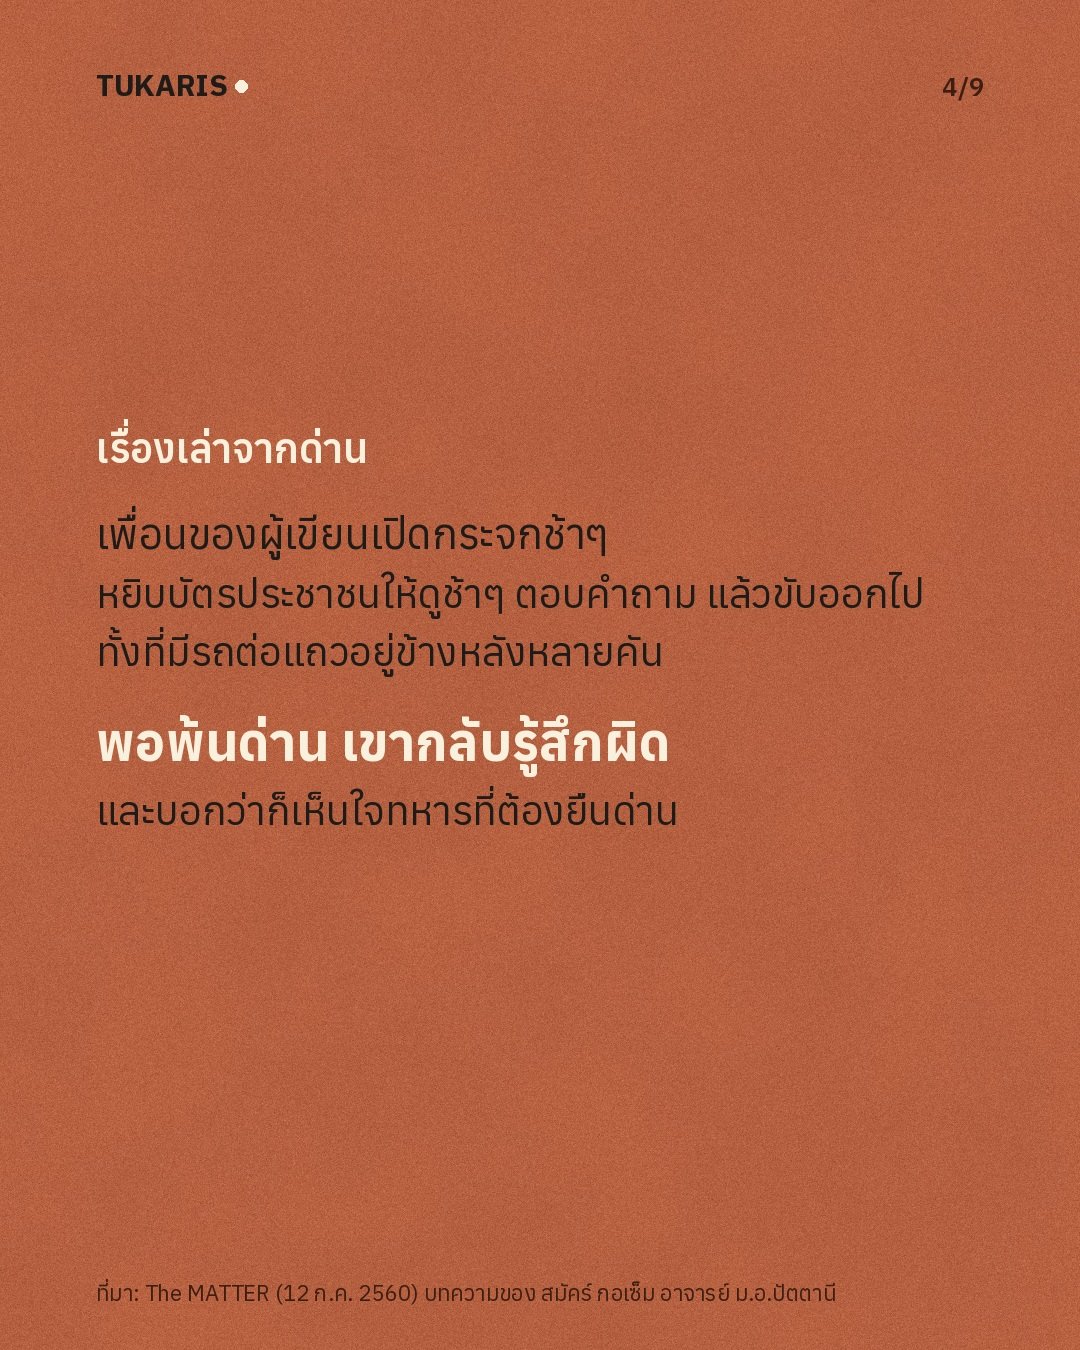 TUKARIS
4/9
เรื่องเล่าจากด่าน
เพื่อนของผู้เขียนเปิดกระจกช้าๆ
หยิบบัตรประชาชนให้ดูช้าๆ ตอบคำถาม แล้วขับออกไป
ทั้งที่มีรถต่อแถวอยู่ข้างหลังหลายคัน
พอพ้นด่าน เขากลับรู้สึกผิด
และบอกว่าก็เห็นใจทหารที่ต้องยืนด่าน
ที่มา: The MATTER (12 ก.ค. 2560) บทความของ สมัคร์ กอเซ็ม อาจารย์ ม.อ.ปัตตานี